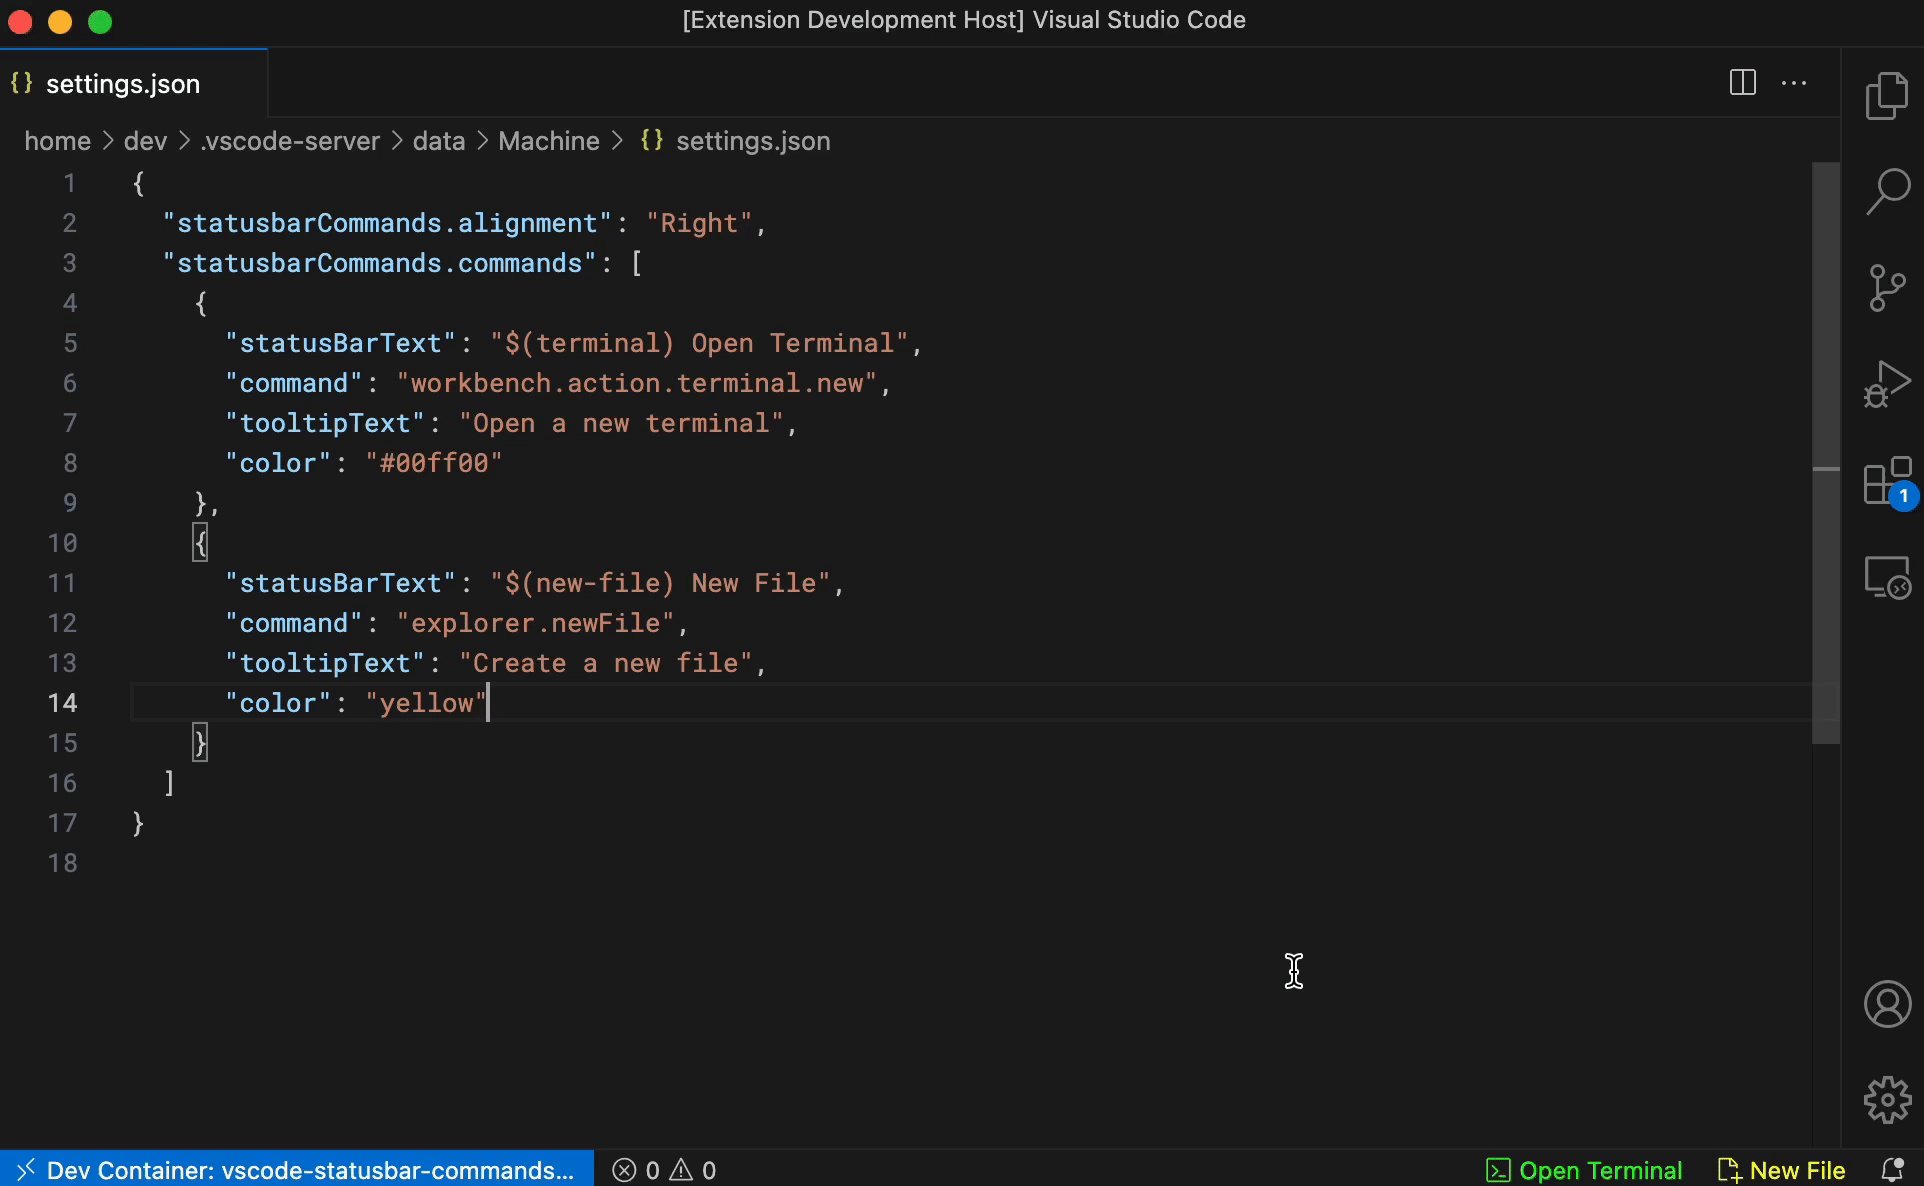 [Extension Development Host] Visual Studio Code
{} settings.json
home > dev > .vscode-server > data > Machine > {} settings.json
1 {
2 "statusbarCommands.alignment": "Right",
3 "statusbarCommands.commands": [
4 {
5 "statusBarText": "$(terminal) Open Terminal",
6 "command": "workbench.action.terminal.new",
7 "tooltipText": "Open a new terminal",
8 "color": "#00ff00"
9 },
10 {
11 "statusBarText": "$(new-file) New File",
12 "command": "explorer.newFile",
13 "tooltipText": "Create a new file",
14 "color": "yellow"
15 }
16 ]
17 }
18
1
Dev Container: vscode-statusbar-commands... 0 0 Open Terminal New File